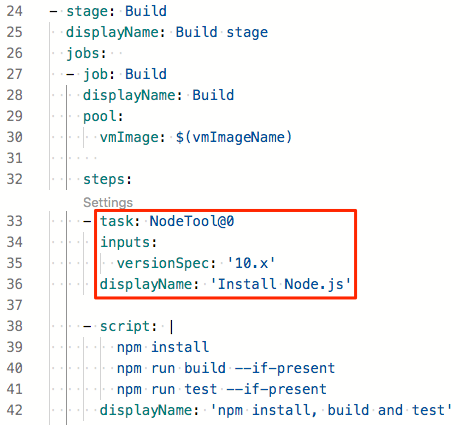 24 - stage: Build
25 displayName: Build stage
26 jobs:
27 - job: Build
28 displayName: Build
29 pool:
30 vmImage: $(vmImageName)
31
32 steps:
Settings
33 - task: NodeTool@0
34 inputs:
35 versionSpec: '10.x'
36 displayName: 'Install Node.js'
37
38 - script: |
39 npm install
40 npm run build --if-present
41 npm run test --if-present
42 displayName: 'npm install, build and test'